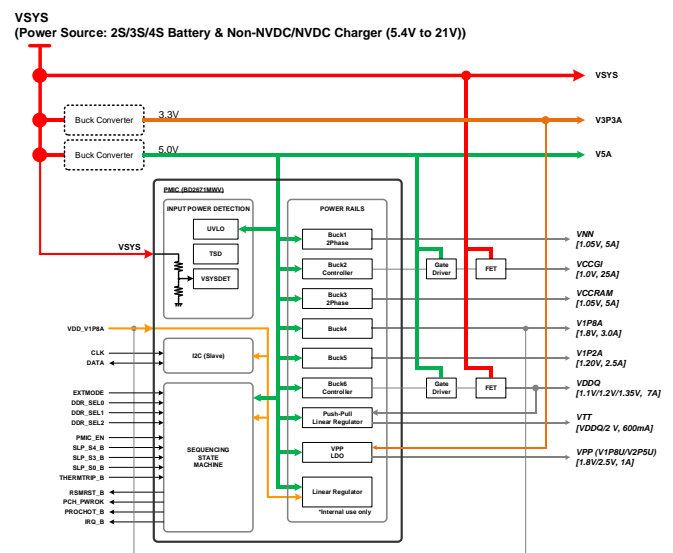 VSYS
(Power Source: 2S/3S/4S Battery & Non-NVDC/NVDC Charger (5.4V to 21V))
VSYS
Buck Converter
3.3V
V3P3A
Buck Converter
5.0V
V5A
PMIC (BD2671MWV)
INPUT POWER DETECTION
UVLO
TSD
VSYSDET
VSYS
POWER RAILS
Buck1
2Phase
VNN
[1.05V, 5A]
Buck2
Controller
Gate
Driver
FET
VCCGI
[1.0V, 25A]
Buck3
2Phase
VCCRAM
[1.05V, 5A]
VDD_V1P8A
Buck4
V1P8A
[1.8V, 3.0A]
CLK
DATA
I2C (Slave)
Buck5
V1P2A
[1.20V, 2.5A]
Buck6
Controller
Gate
Driver
FET
VDDQ
[1.1V/1.2V/1.35V, 7A]
EXTMODE
DDR_SEL0
DDR_SEL1
DDR_SEL2
Push-Pull
Linear Regulator
VTT
[VDDQ/2 V, 600mA]
PMIC_EN
SLP_S4_B
SLP_S3_B
SLP_S0_B
THERMTRIP_B
SEQUENCING
STATE
MACHINE
VPP
LDO
VPP (V1P8U/V2P5U)
[1.8V/2.5V, 1A]
RSMRST_B
PCH_PWROK
PROCHOT_B
IRQ_B
Linear Regulator
*Internal use only